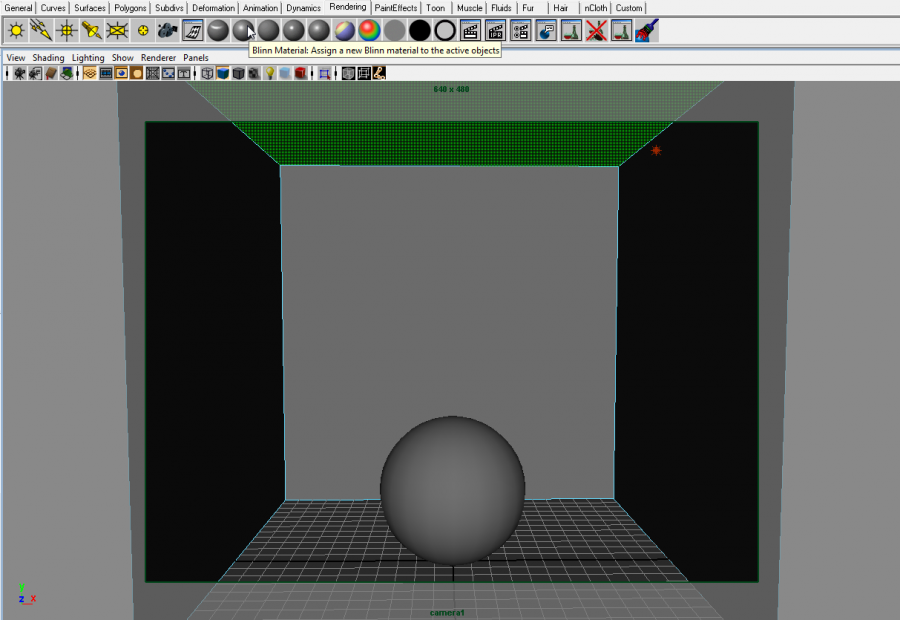 General Curves Surfaces Polygons Subdivs Deformation Animation Dynamics Rendering PaintEffects Toon Muscle Fluids Fur Hair nCloth Custom
IPR
Blinn Material: Assign a new Blinn material to the active objects
View Shading Lighting Show Renderer Panels
640 x 480
Y
Z X
camera1